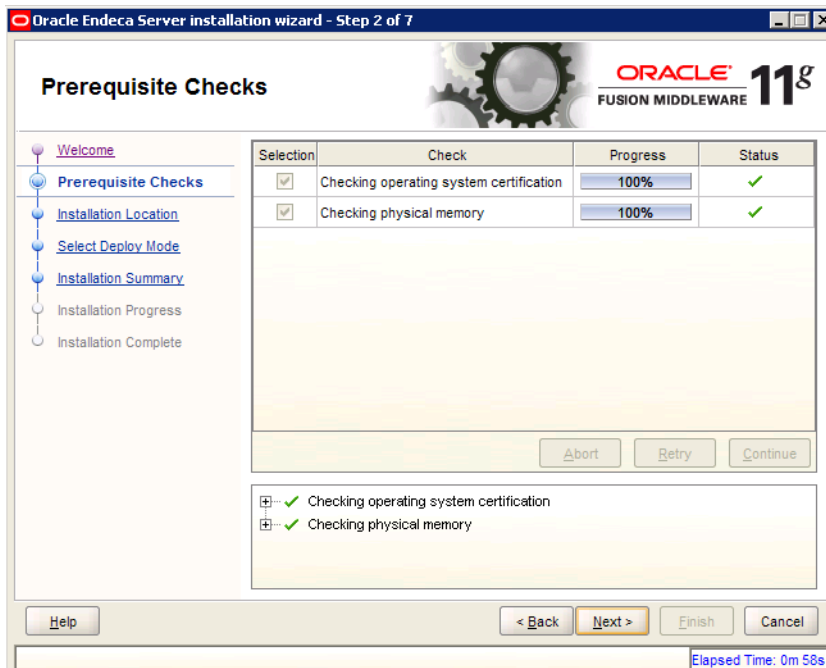 Oracle Endeca Server installation wizard - Step 2 of 7
Prerequisite Checks
ORACLE
FUSION MIDDLEWARE 11g
Welcome
Prerequisite Checks
Installation Location
Select Deploy Mode
Installation Summary
Installation Progress
Installation Complete
Selection Check Progress Status
Checking operating system certification 100%
Checking physical memory 100%
Abort Retry Continue
Checking operating system certification
Checking physical memory
Help < Back Next > Finish Cancel
Elapsed Time: 0m 58s